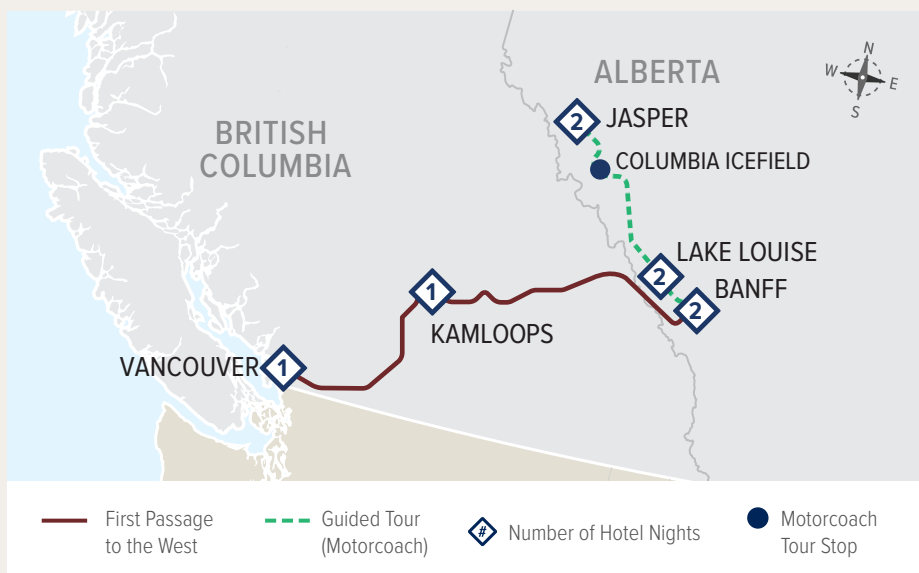 N
W
E
S
ALBERTA
2
JASPER
BRITISH
COLUMBIA
COLUMBIA ICEFIELD
LAKE LOUISE
2
BANFF
2
1
KAMLOOPS
VANCOUVER
1
First Passage
to the West
Guided Tour
(Motorcoach)
#
Number of Hotel Nights
Motorcoach
Tour Stop